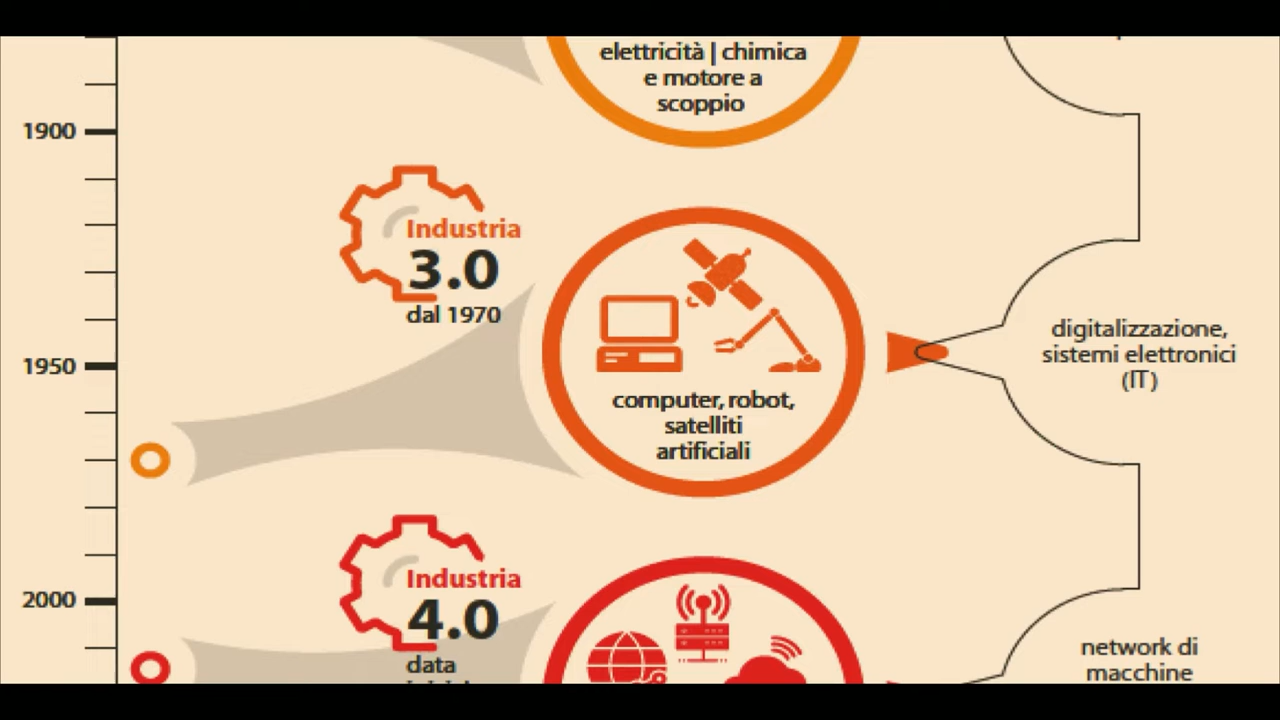 elettricità | chimica
e motore a
scoppio
1900
Industria
3.0
dal 1970
1950
computer, robot,
satelliti
artificiali
digitalizzazione,
sistemi elettronici
(IT)
2000
Industria
4.0
data
network di
macchine